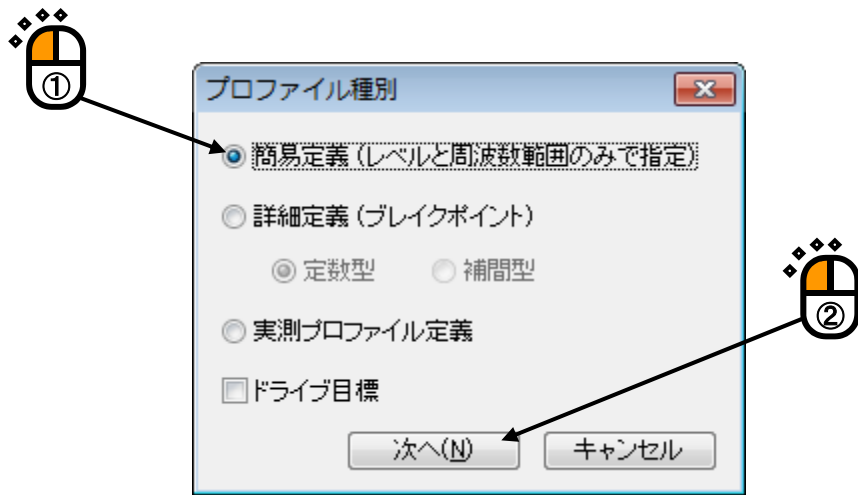 ①
プロファイル種別
簡易定義(レベルと周波数範囲のみで指定)
詳細定義(ブレイクポイント)
定数型 補間型
②
実測プロファイル定義
ドライブ目標
次へ(N) キャンセル